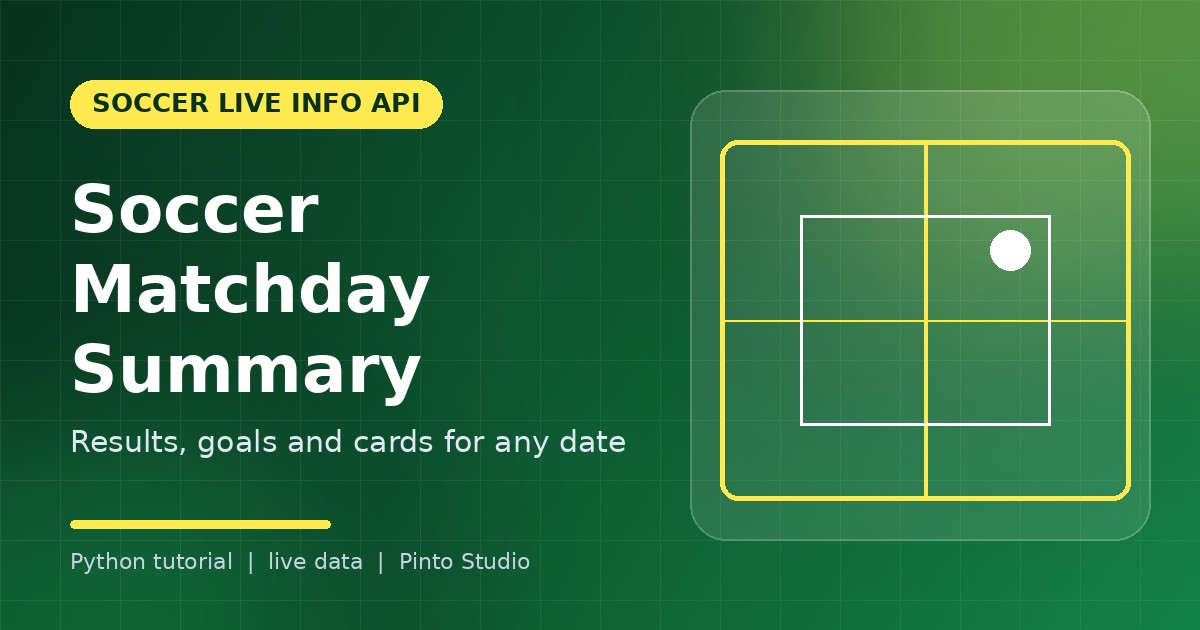 SOCCER LIVE INFO API
Soccer
Matchday
Summary
Results, goals and cards for any date
Python tutorial | live data | Pinto Studio